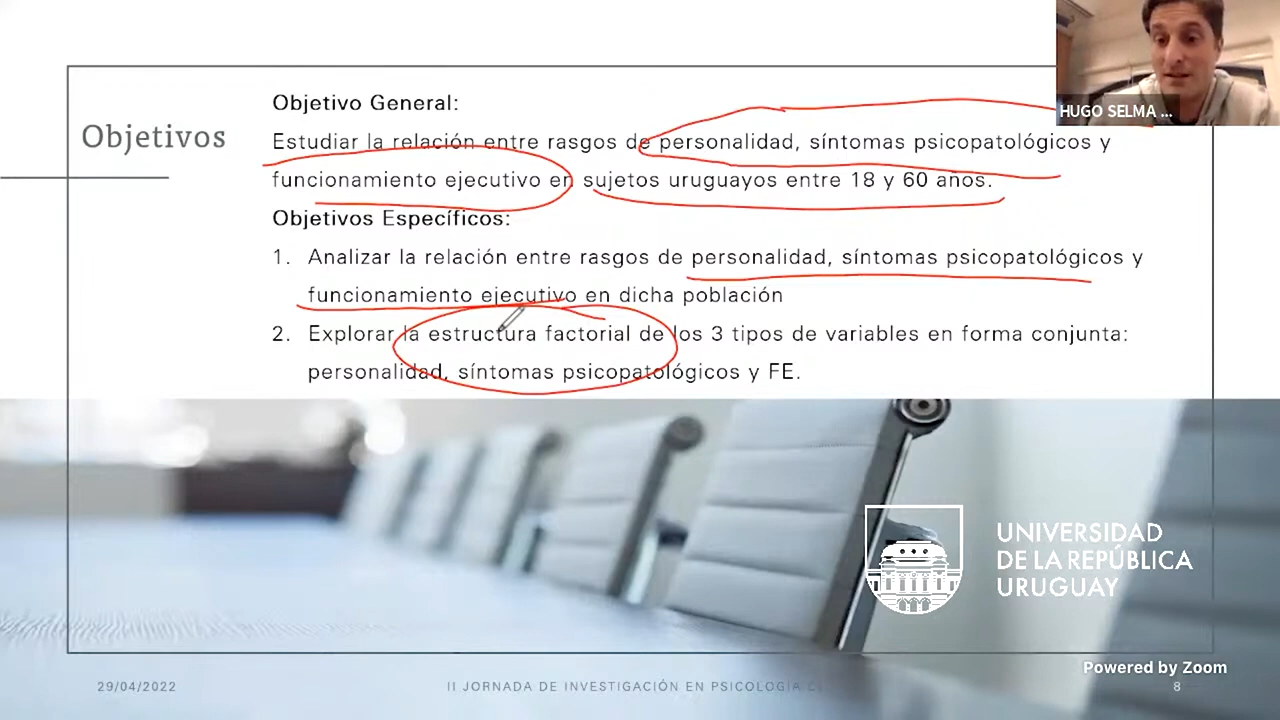 HUGO SELMA ...
Objetivos
Objetivo General:
Estudiar la relación entre rasgos de personalidad, síntomas psicopatológicos y
funcionamiento ejecutivo en sujetos uruguayos entre 18 y 60 años.
Objetivos Específicos:
1. Analizar la relación entre rasgos de personalidad, síntomas psicopatológicos y
funcionamiento ejecutivo en dicha población
2. Explorar la estructura factorial de los 3 tipos de variables en forma conjunta:
personalidad, síntomas psicopatológicos y FE.
UNIVERSIDAD
DE LA REPÚBLICA
URUGUAY
Powered by Zoom
29/04/2022
II JORNADA DE INVESTIGACIÓN EN PSICOLOGÍA
8